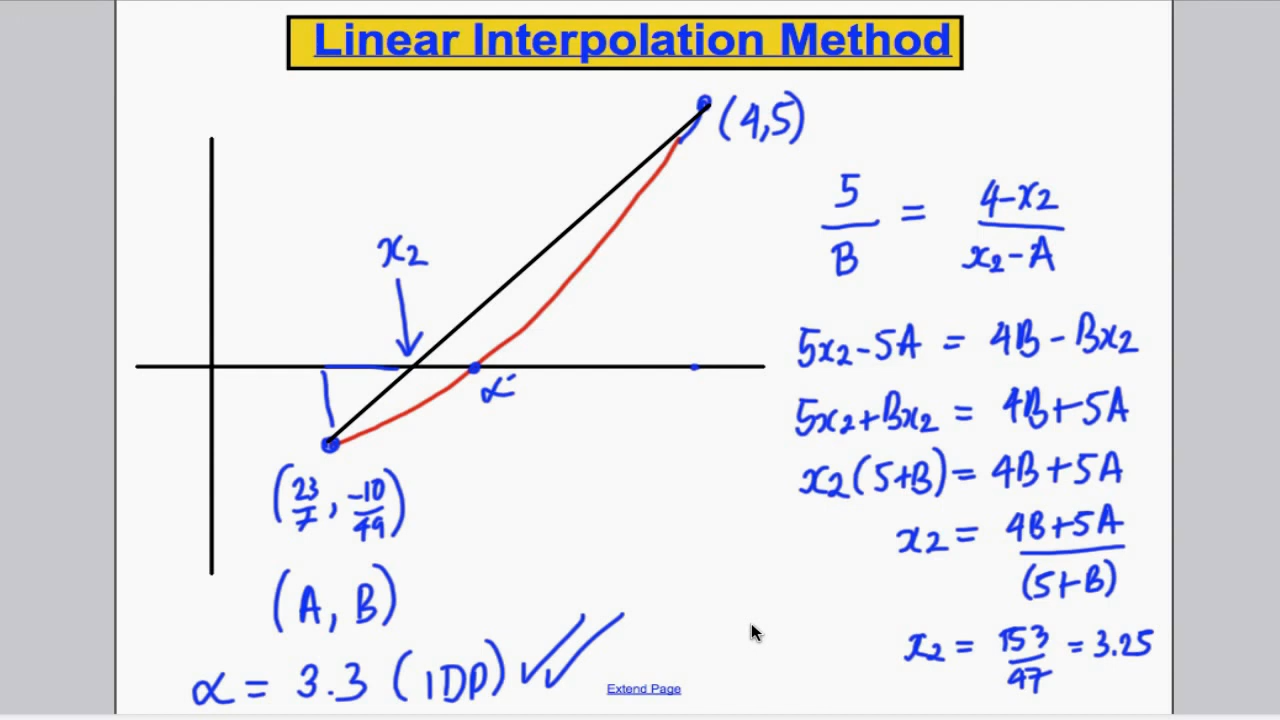 Linear Interpolation Method
(4,5)
x₂
α
(23/7, -10/49)
(A, B)
α = 3.3 (1DP) ✓✓
5/B = (4-x₂)/(x₂-A)
5x₂-5A = 4B-Bx₂
5x₂+Bx₂ = 4B+5A
x₂(5+B) = 4B+5A
x₂ = (4B+5A)/(5+B)
x₂ = 153/47 = 3.25
Extend Page